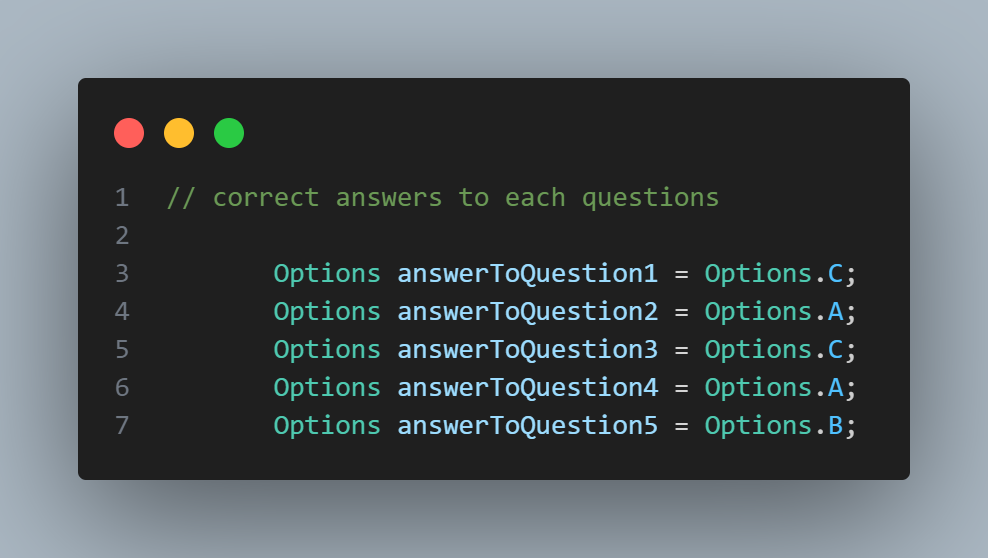 1 // correct answers to each questions
2
3 Options answerToQuestion1 = Options.C;
4 Options answerToQuestion2 = Options.A;
5 Options answerToQuestion3 = Options.C;
6 Options answerToQuestion4 = Options.A;
7 Options answerToQuestion5 = Options.B;